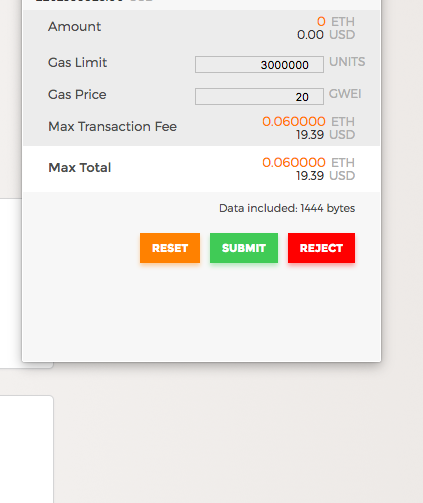 Amount 0 ETH
0.00 USD
Gas Limit 3000000 UNITS
Gas Price 20 GWEI
Max Transaction Fee 0.060000 ETH
19.39 USD
Max Total 0.060000 ETH
19.39 USD
Data included: 1444 bytes
RESET SUBMIT REJECT